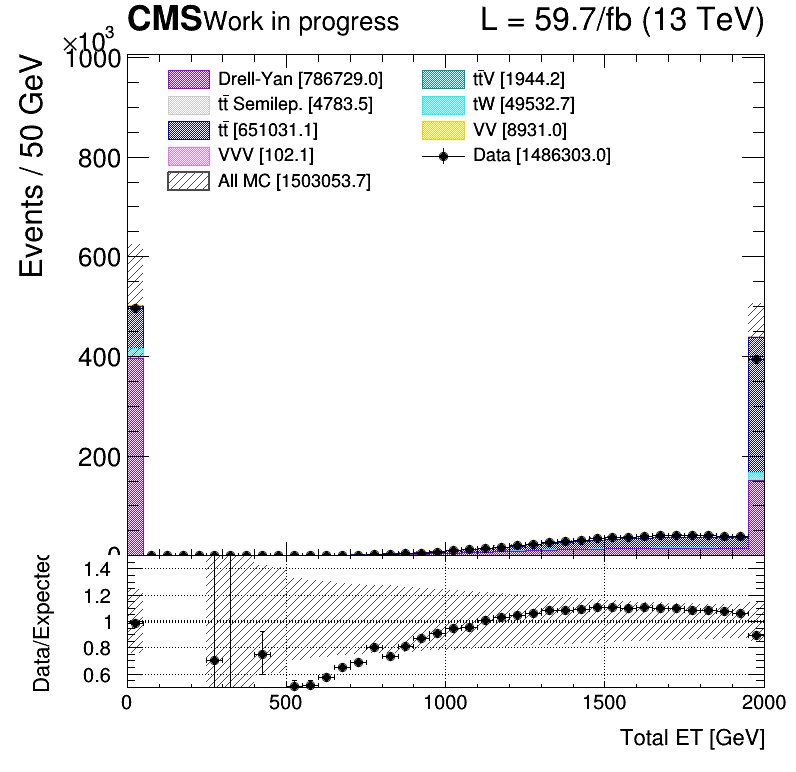 CMS Work in progress L = 59.7/fb (13 TeV)
×10³
Events / 50 GeV
1000
800
600
400
200
0
Drell-Yan [786729.0]
tt̄ Semilep. [4783.5]
tt̄ [651031.1]
VVV [102.1]
All MC [1503053.7]
tt̄V [1944.2]
tW [49532.7]
VV [8931.0]
Data [1486303.0]
Data/Expected
1.4
1.2
1
0.8
0.6
0 500 1000 1500 2000
Total ET [GeV]